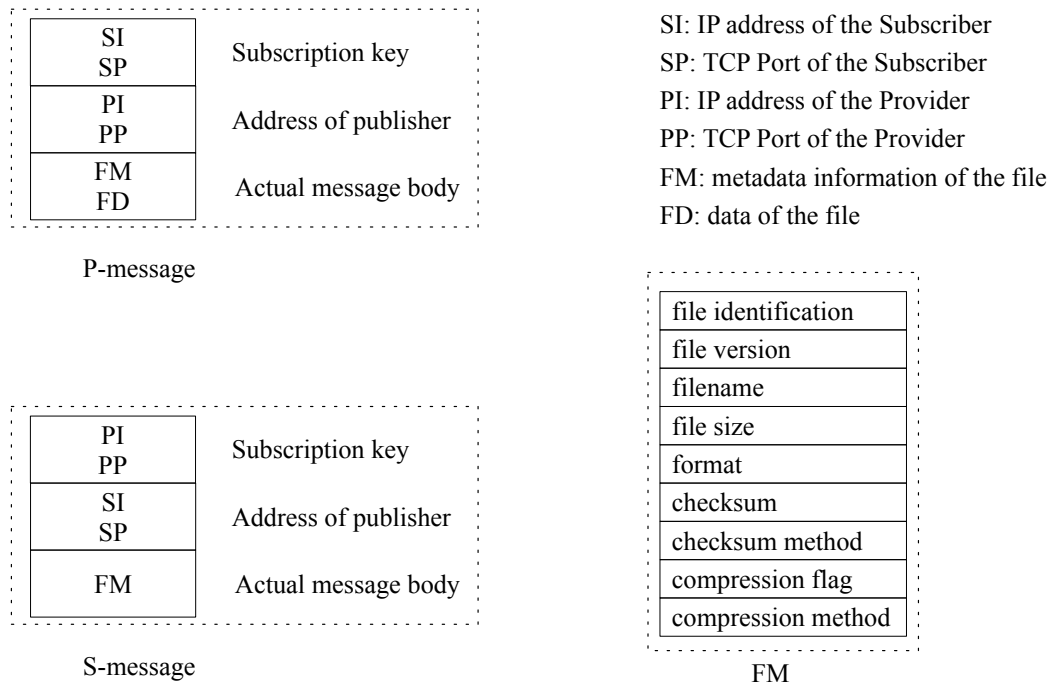 SI
SP
Subscription key
PI
PP
Address of publisher
FM
FD
Actual message body
P-message
SI: IP address of the Subscriber
SP: TCP Port of the Subscriber
PI: IP address of the Provider
PP: TCP Port of the Provider
FM: metadata information of the file
FD: data of the file
PI
PP
Subscription key
SI
SP
Address of publisher
FM
Actual message body
S-message
file identification
file version
filename
file size
format
checksum
checksum method
compression flag
compression method
FM